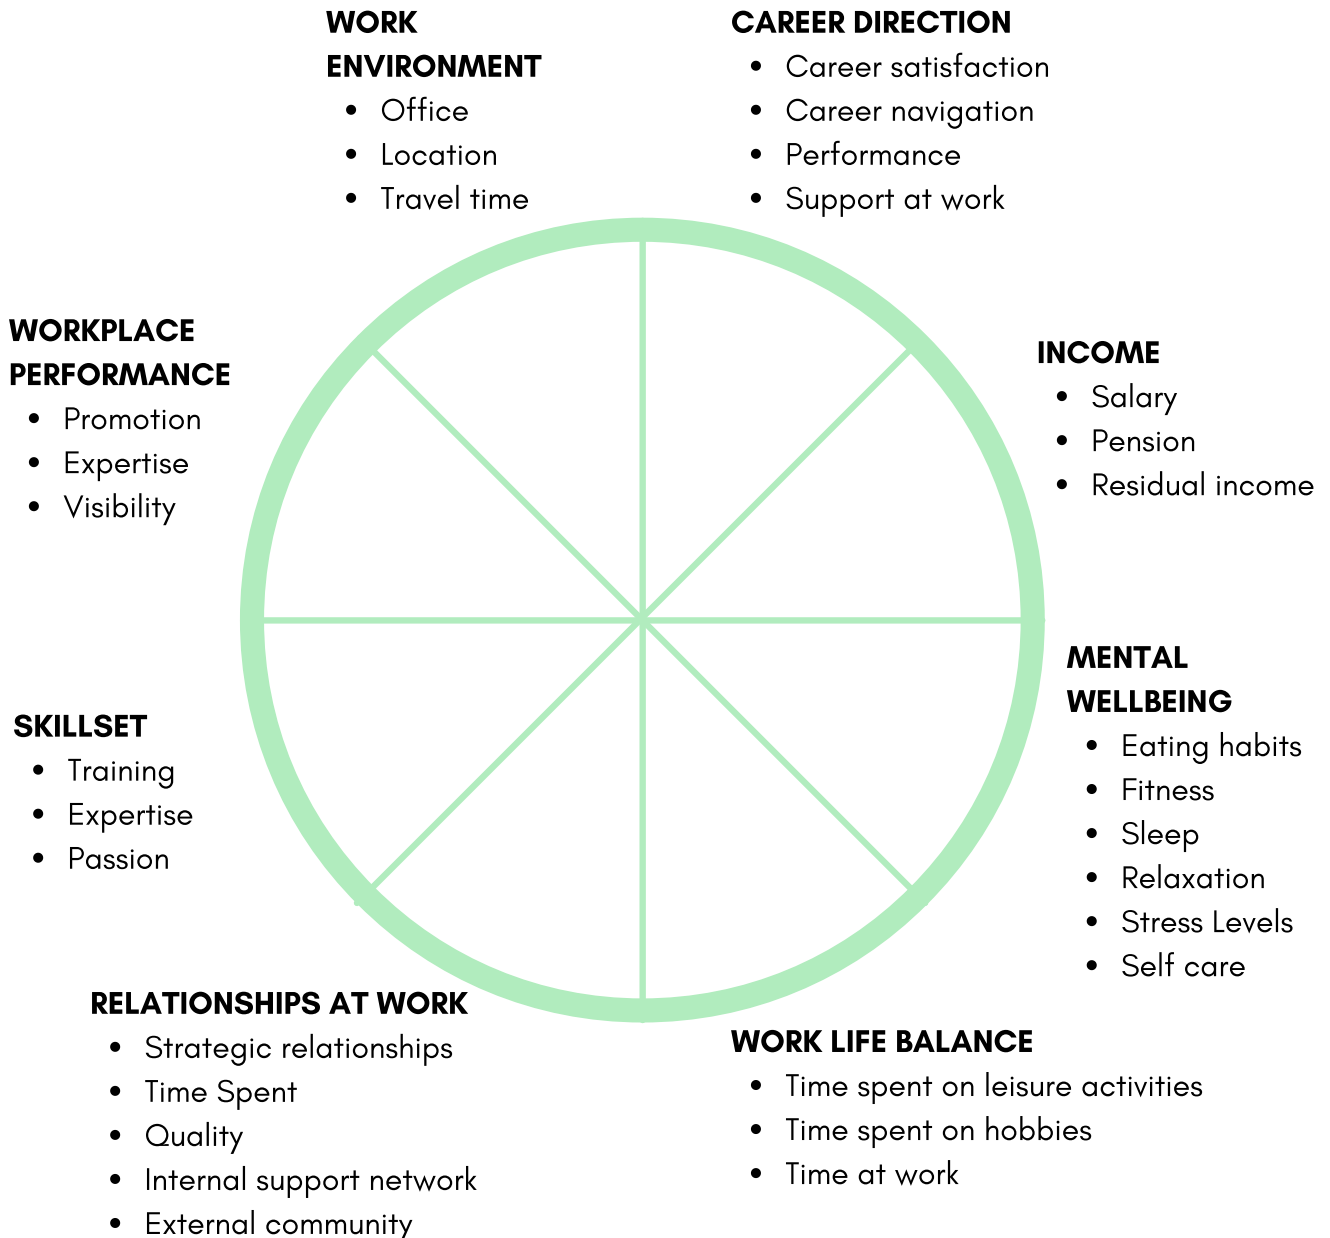 WORK
ENVIRONMENT
• Office
• Location
• Travel time
CAREER DIRECTION
• Career satisfaction
• Career navigation
• Performance
• Support at work
INCOME
• Salary
• Pension
• Residual income
MENTAL
WELLBEING
• Eating habits
• Fitness
• Sleep
• Relaxation
• Stress Levels
• Self care
WORK LIFE BALANCE
• Time spent on leisure activities
• Time spent on hobbies
• Time at work
RELATIONSHIPS AT WORK
• Strategic relationships
• Time Spent
• Quality
• Internal support network
• External community
SKILLSET
• Training
• Expertise
• Passion
WORKPLACE
PERFORMANCE
• Promotion
• Expertise
• Visibility